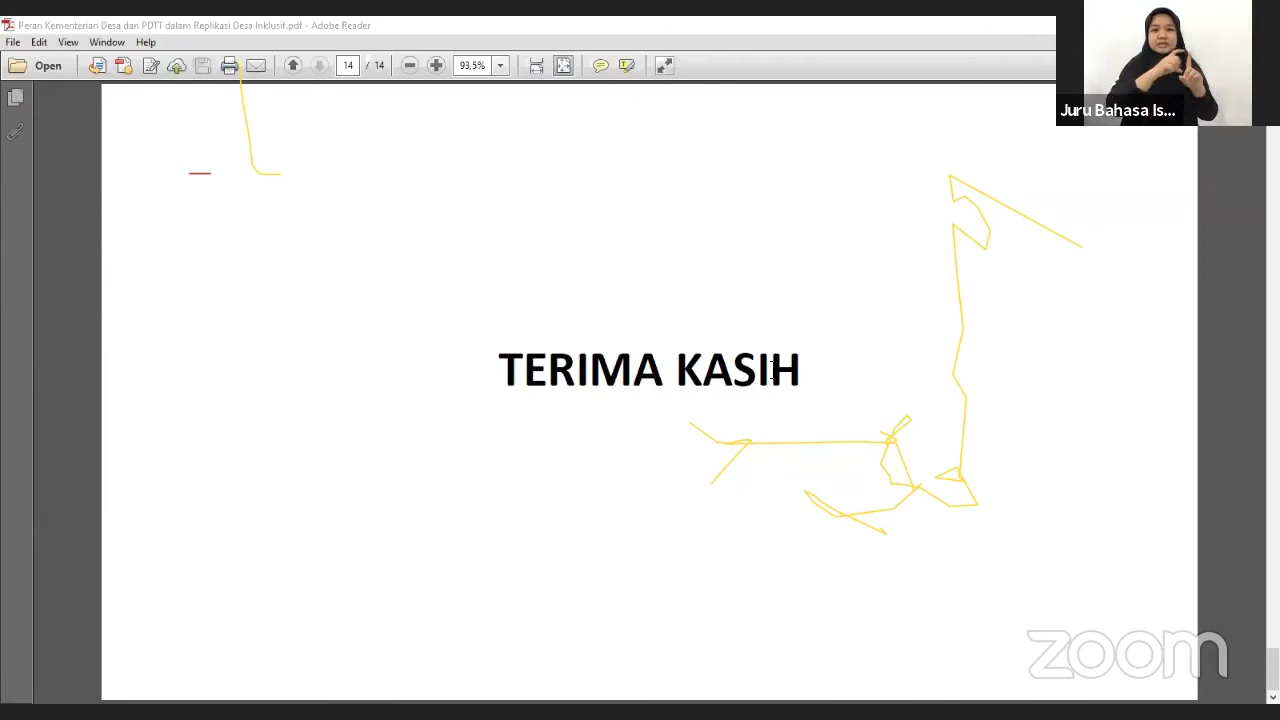 Peran Kementerian Desa dan PDTT dalam Replikasi Desa Inklusif.pdf - Adobe Reader
File Edit View Window Help
Open 14 / 14 93,5%
Juru Bahasa Is...
TERIMA KASIH
zoom